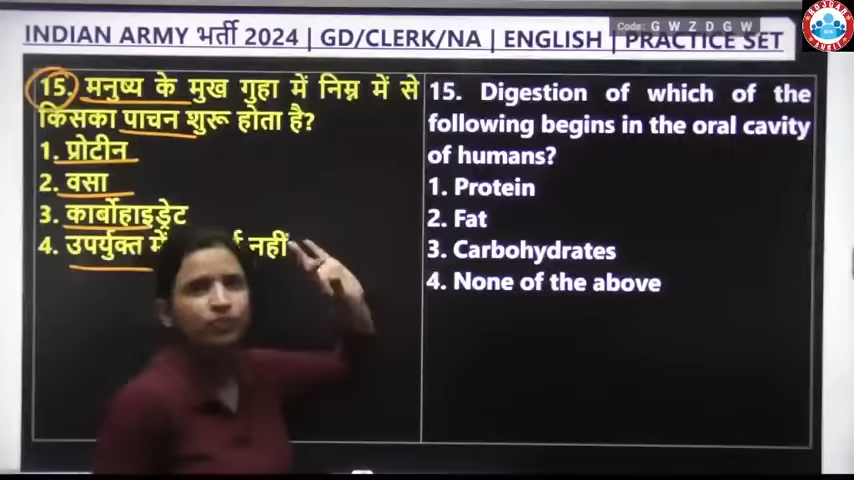 Code: G W Z D G W
INDIAN ARMY भर्ती 2024 | GD/CLERK/NA | ENGLISH | PRACTICE SET
15. मनुष्य के मुख गुहा में निम्न में से
किसका पाचन शुरू होता है?
1. प्रोटीन
2. वसा
3. कार्बोहाइड्रेट
4. उपर्युक्त में नहीं
15. Digestion of which of the
following begins in the oral cavity
of humans?
1. Protein
2. Fat
3. Carbohydrates
4. None of the above